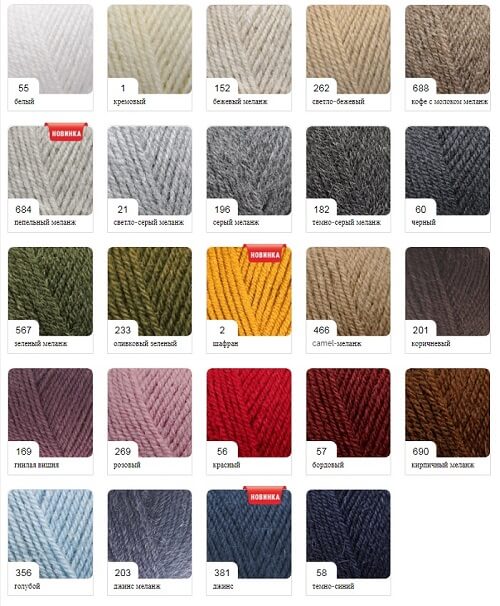 55
белый
1
кремовый
152
бежевый меланж
262
светло-бежевый
688
кофе с молоком меланж
НОВИНКА
684
пепельный меланж
21
светло-серый меланж
196
серый меланж
182
темно-серый меланж
60
черный
567
зеленый меланж
233
оливковый зеленый
НОВИНКА
2
шафран
466
camel-меланж
201
коричневый
169
гнилая вишня
269
розовый
56
красный
57
бордовый
690
кирпичный меланж
356
голубой
203
джинс меланж
НОВИНКА
381
джинс
58
темно-синий